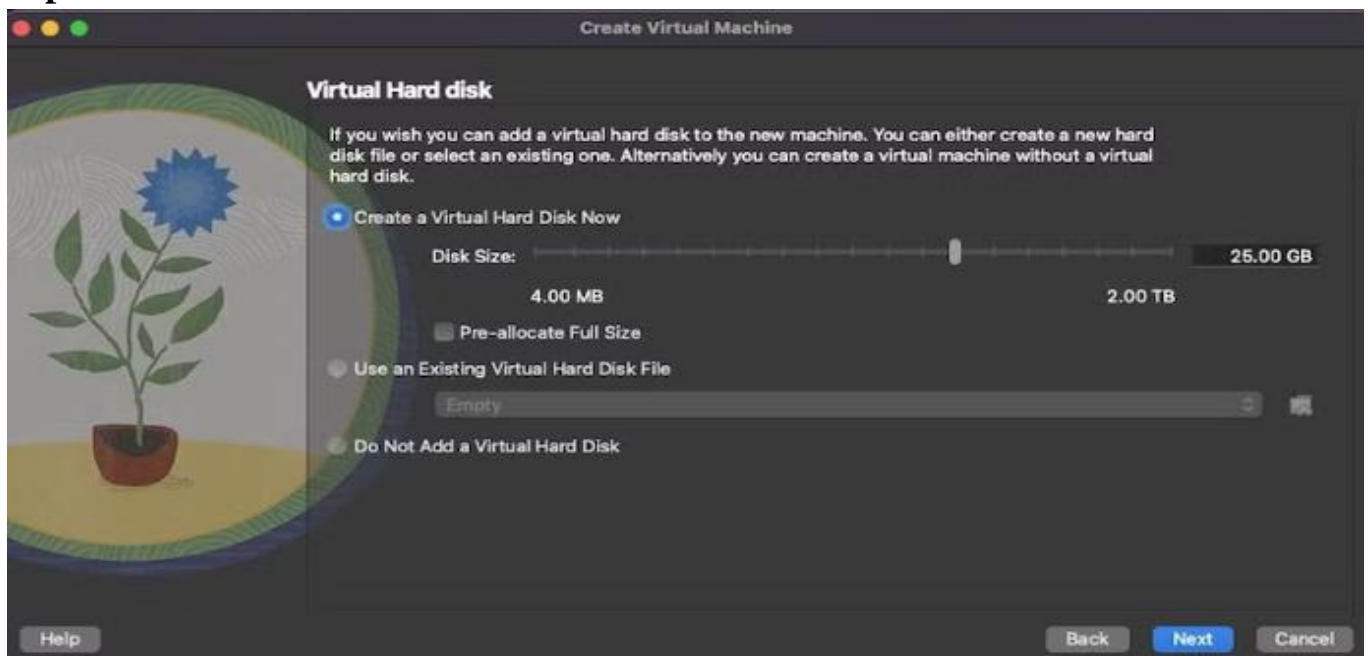 Create Virtual Machine
Virtual Hard disk
If you wish you can add a virtual hard disk to the new machine. You can either create a new hard
disk file or select an existing one. Alternatively you can create a virtual machine without a virtual
hard disk.
Create a Virtual Hard Disk Now
Disk Size:
25.00 GB
4.00 MB
2.00 TB
Pre-allocate Full Size
Use an Existing Virtual Hard Disk File
Empty
Do Not Add a Virtual Hard Disk
Help
Back
Next
Cancel